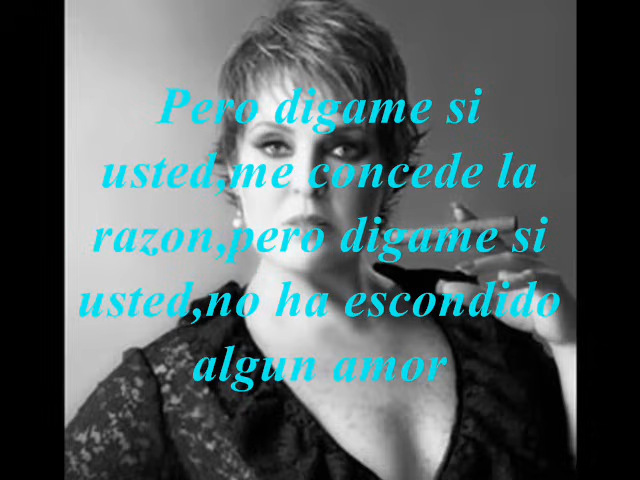 Pero digame si
usted,me concede la
razon,pero digame si
usted,no ha escondido
algun amor